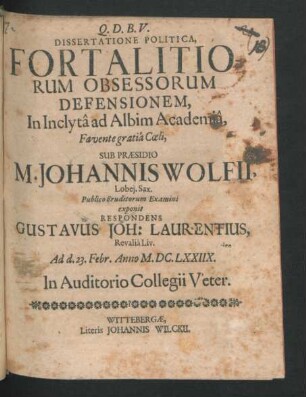 Q. D. B. V.
DISSERTATIONE POLITICA,
FORTALITIO
RUM OBSESSORUM
DEFENSIONEM,
In Inclytâ ad Albim Academiâ,
Favente gratiâ Cœli,
SUB PRÆSIDIO
M. JOHANNIS WOLFII,
Lobej. Sax.
Publico Eruditorum Examini
exponit
RESPONDENS
GUSTAVUS JOH: LAURENTIUS,
Revaliâ Liv.
Ad d. 23. Febr. Anno M. DC. LXXIIX.
In Auditorio Collegii Veter.
WITTEBERGÆ,
Literis JOHANNIS WILCKII.